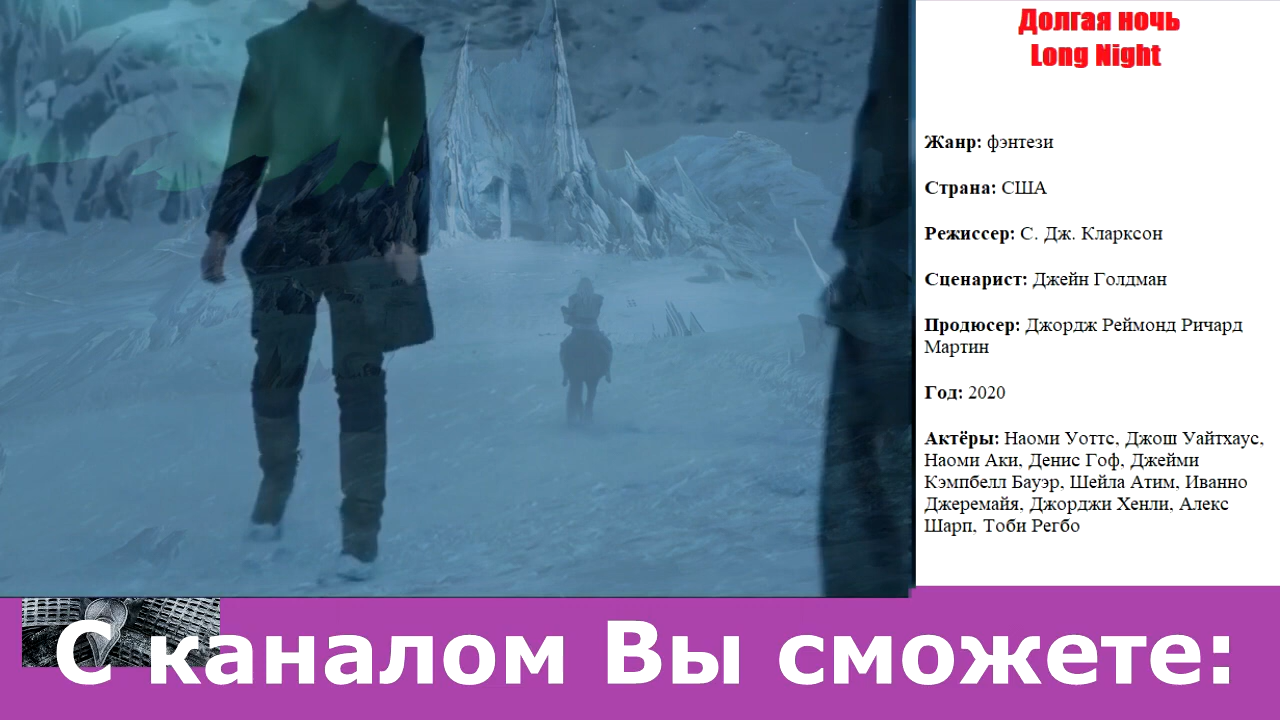 Долгая ночь
Long Night
Жанр: фэнтези
Страна: США
Режиссер: С. Дж. Кларксон
Сценарист: Джейн Голдман
Продюсер: Джордж Реймонд Ричард
Мартин
Год: 2020
Актёры: Наоми Уоттс, Джош Уайтхаус,
Наоми Аки, Денис Гоф, Джейми
Кэмпбелл Бауэр, Шейла Атим, Иванно
Джеремайя, Джорджи Хенли, Алекс
Шарп, Тоби Регбо
С каналом Вы сможете: